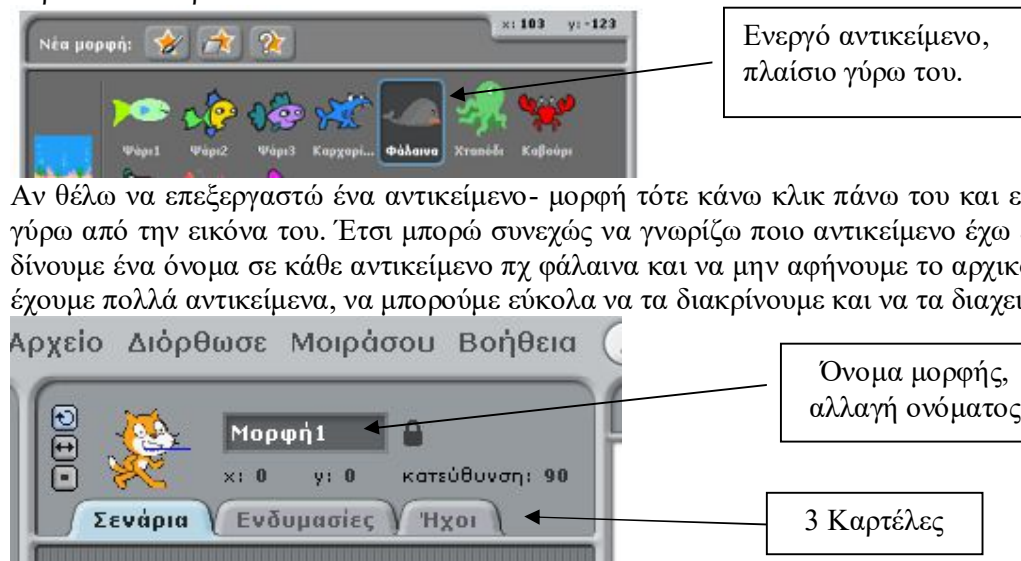 x: 103 y: -123
Νέα μορφή:
Ψάρι1 Ψάρι2 Ψάρι3 Καρχαρί... Φάλαινα Χταπόδι Καβούρι
Ενεργό αντικείμενο,
πλαίσιο γύρω του.
Αν θέλω να επεξεργαστώ ένα αντικείμενο- μορφή τότε κάνω κλικ πάνω του και ε
γύρω από την εικόνα του. Έτσι μπορώ συνεχώς να γνωρίζω ποιο αντικείμενο έχω
δίνουμε ένα όνομα σε κάθε αντικείμενο πχ φάλαινα και να μην αφήνουμε το αρχικ
έχουμε πολλά αντικείμενα, να μπορούμε εύκολα να τα διακρίνουμε και να τα διαχει
Αρχείο Διόρθωσε Μοιράσου Βοήθεια
Μορφή1
x: 0 y: 0 κατεύθυνση: 90
Σενάρια Ενδυμασίες Ήχοι
Όνομα μορφής,
αλλαγή ονόματος
3 Καρτέλες